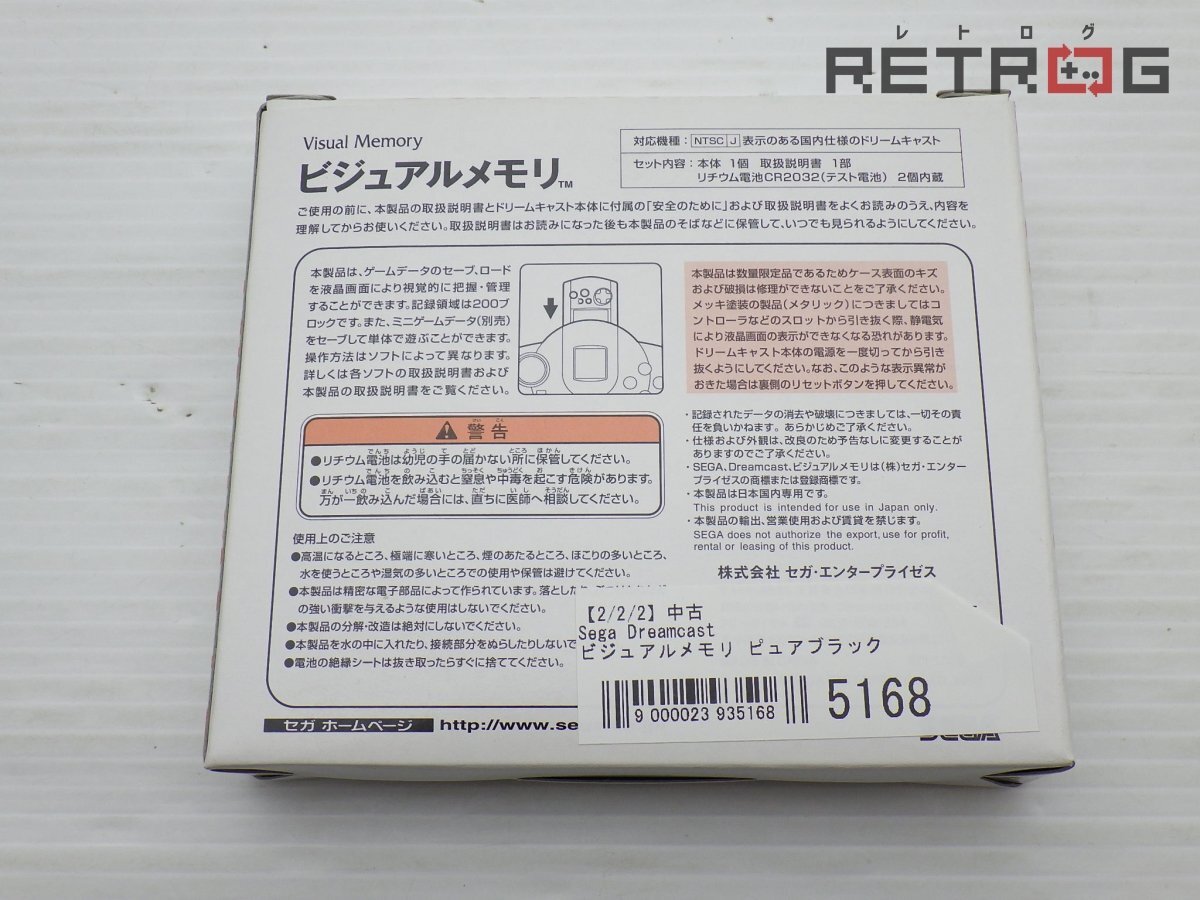 レトログ
RETROG
Visual Memory
ビジュアルメモリ™
対応機種：NTSC J 表示のある国内仕様のドリームキャスト
セット内容：本体 1個 取扱説明書 1部
リチウム電池CR2032(テスト電池) 2個内蔵
ご使用の前に、本製品の取扱説明書とドリームキャスト本体に付属の「安全のために」および取扱説明書をよくお読みのうえ、内容を
理解してからお使いください。取扱説明書はお読みになった後も本製品のそばなどに保管して、いつでも見られるようにしてください。
本製品は、ゲームデータのセーブ、ロード
を液晶画面により視覚的に把握・管理
することができます。記録領域は200ブ
ロックです。また、ミニゲームデータ(別売)
をセーブして単体で遊ぶことができます。
操作方法はソフトによって異なります。
詳しくは各ソフトの取扱説明書および
本製品の取扱説明書をご覧ください。
本製品は数量限定品であるためケース表面のキズ
および破損は修理ができないことをご了承ください。
メッキ塗装の製品(メタリック)につきましてはコ
ントローラなどのスロットから引き抜く際、静電気
により液晶画面の表示ができなくなる恐れがあります。
ドリームキャスト本体の電源を一度切ってから引き
抜くようにしてください。なお、このような表示異常が
おきた場合は裏側のリセットボタンを押してください。
警告
●リチウム電池は幼児の手の届かない所に保管してください。
●リチウム電池を飲み込むと窒息や中毒を起こす危険があります。
万が一飲み込んだ場合には、直ちに医師へ相談してください。
・記録されたデータの消去や破壊につきましては、一切その責
任を負いかねます。あらかじめご了承ください。
・仕様および外観は、改良のため予告なしに変更することが
ありますのでご了承ください。
・SEGA、Dreamcast、ビジュアルメモリは(株)セガ・エンター
プライゼスの商標または登録商標です。
・本製品は日本国内専用です。
This product is intended for use in Japan only.
・本製品の輸出、営業使用および賃貸を禁じます。
SEGA does not authorize the export, use for profit,
rental or leasing of this product.
株式会社 セガ・エンタープライゼス
使用上のご注意
●高温になるところ、極端に寒いところ、煙のあたるところ、ほこりの多いところ、
水を使うところや湿気の多いところでの使用や保管は避けてください。
●本製品は精密な電子部品によって作られています。落とした
の強い衝撃を与えるような使用はしないでください。
●本製品の分解・改造は絶対にしないでください。
●本製品を水の中に入れたり、接続部分をぬらしたりしないで
●電池の絶縁シートは抜き取ったらすぐに捨ててください。
セガ ホームページ http://www.se
【2/2/2】中古
Sega Dreamcast
ビジュアルメモリ ピュアブラック
9 000023 935168
5168
SEGA